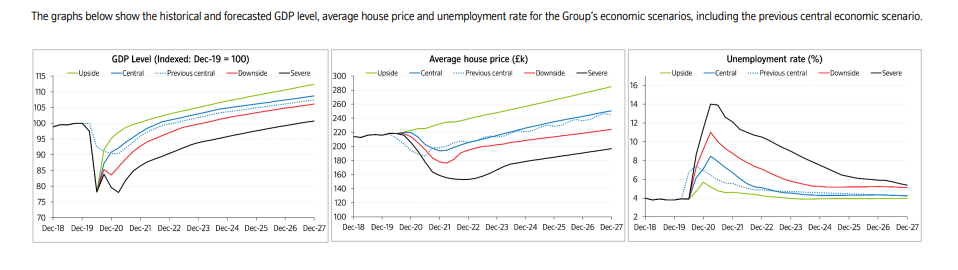 The graphs below show the historical and forecasted GDP level, average house price and unemployment rate for the Group's economic scenarios, including the previous central economic scenario.
GDP Level (Indexed: Dec-19 = 100)
Upside Central Previous central Downside Severe
115
110
105
100
95
90
85
80
75
70
Dec-18 Dec-19 Dec-20 Dec-21 Dec-22 Dec-23 Dec-24 Dec-25 Dec-26 Dec-27
Average house price (£k)
Upside Central Previous central Downside Severe
300
280
260
240
220
200
180
160
140
120
100
Dec-18 Dec-19 Dec-20 Dec-21 Dec-22 Dec-23 Dec-24 Dec-25 Dec-26 Dec-27
Unemployment rate (%)
Upside Central Previous central Downside Severe
16
14
12
10
8
6
4
2
Dec-18 Dec-19 Dec-20 Dec-21 Dec-22 Dec-23 Dec-24 Dec-25 Dec-26 Dec-27